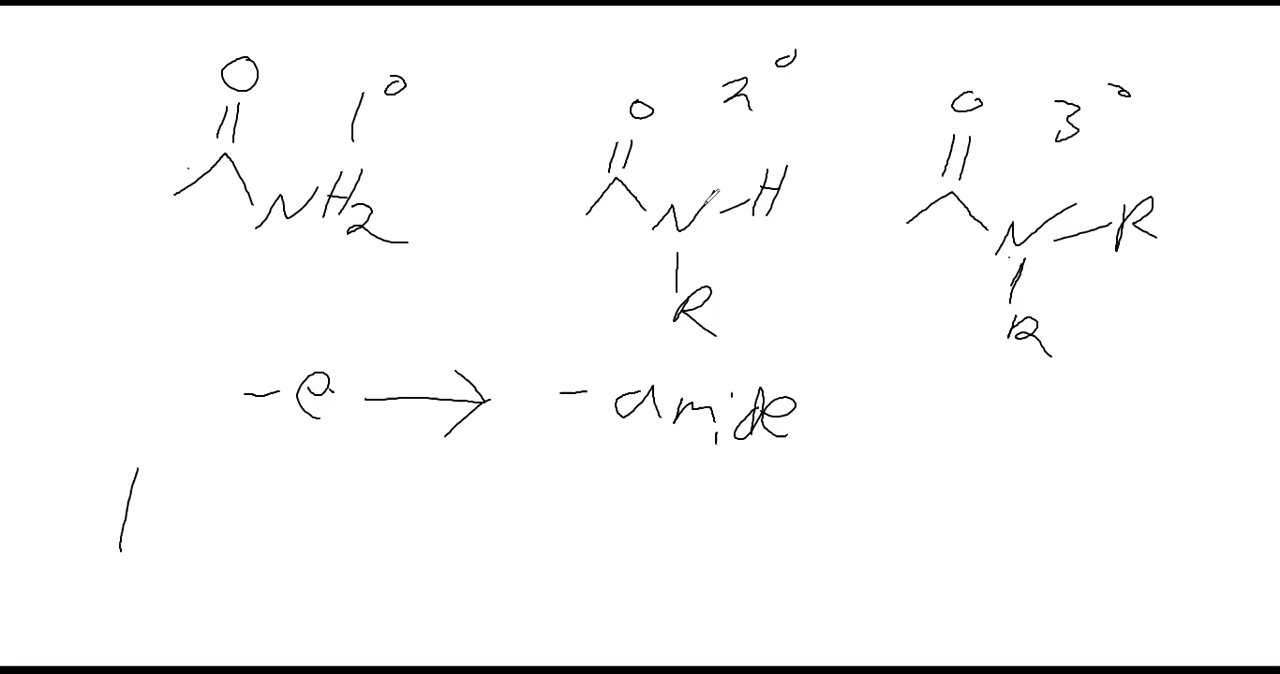 O 1° O 2° O 3°
NH2 N-H N-R
R R
-e → -amide